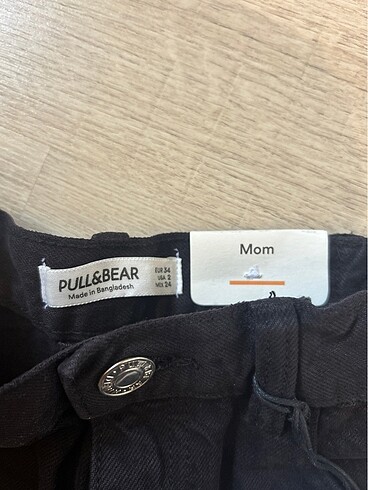 PULL&BEAR
Made in Bangladesh
EUR 34
USA 2
MEX 24
Mom